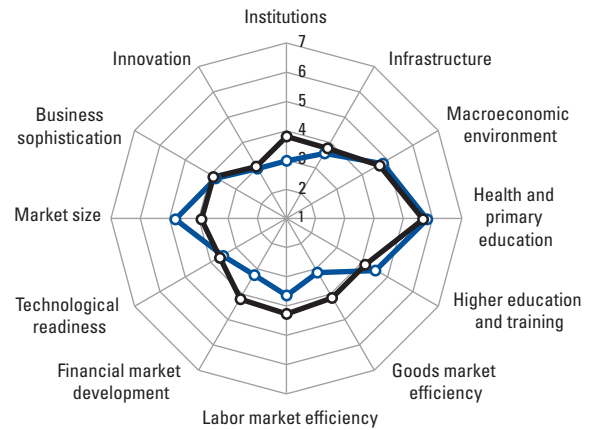 Institutions
7
6
5
4
3
2
1
Infrastructure
Macroeconomic
environment
Health and
primary
education
Higher education
and training
Goods market
efficiency
Labor market efficiency
Financial market
development
Technological
readiness
Market size
Business
sophistication
Innovation